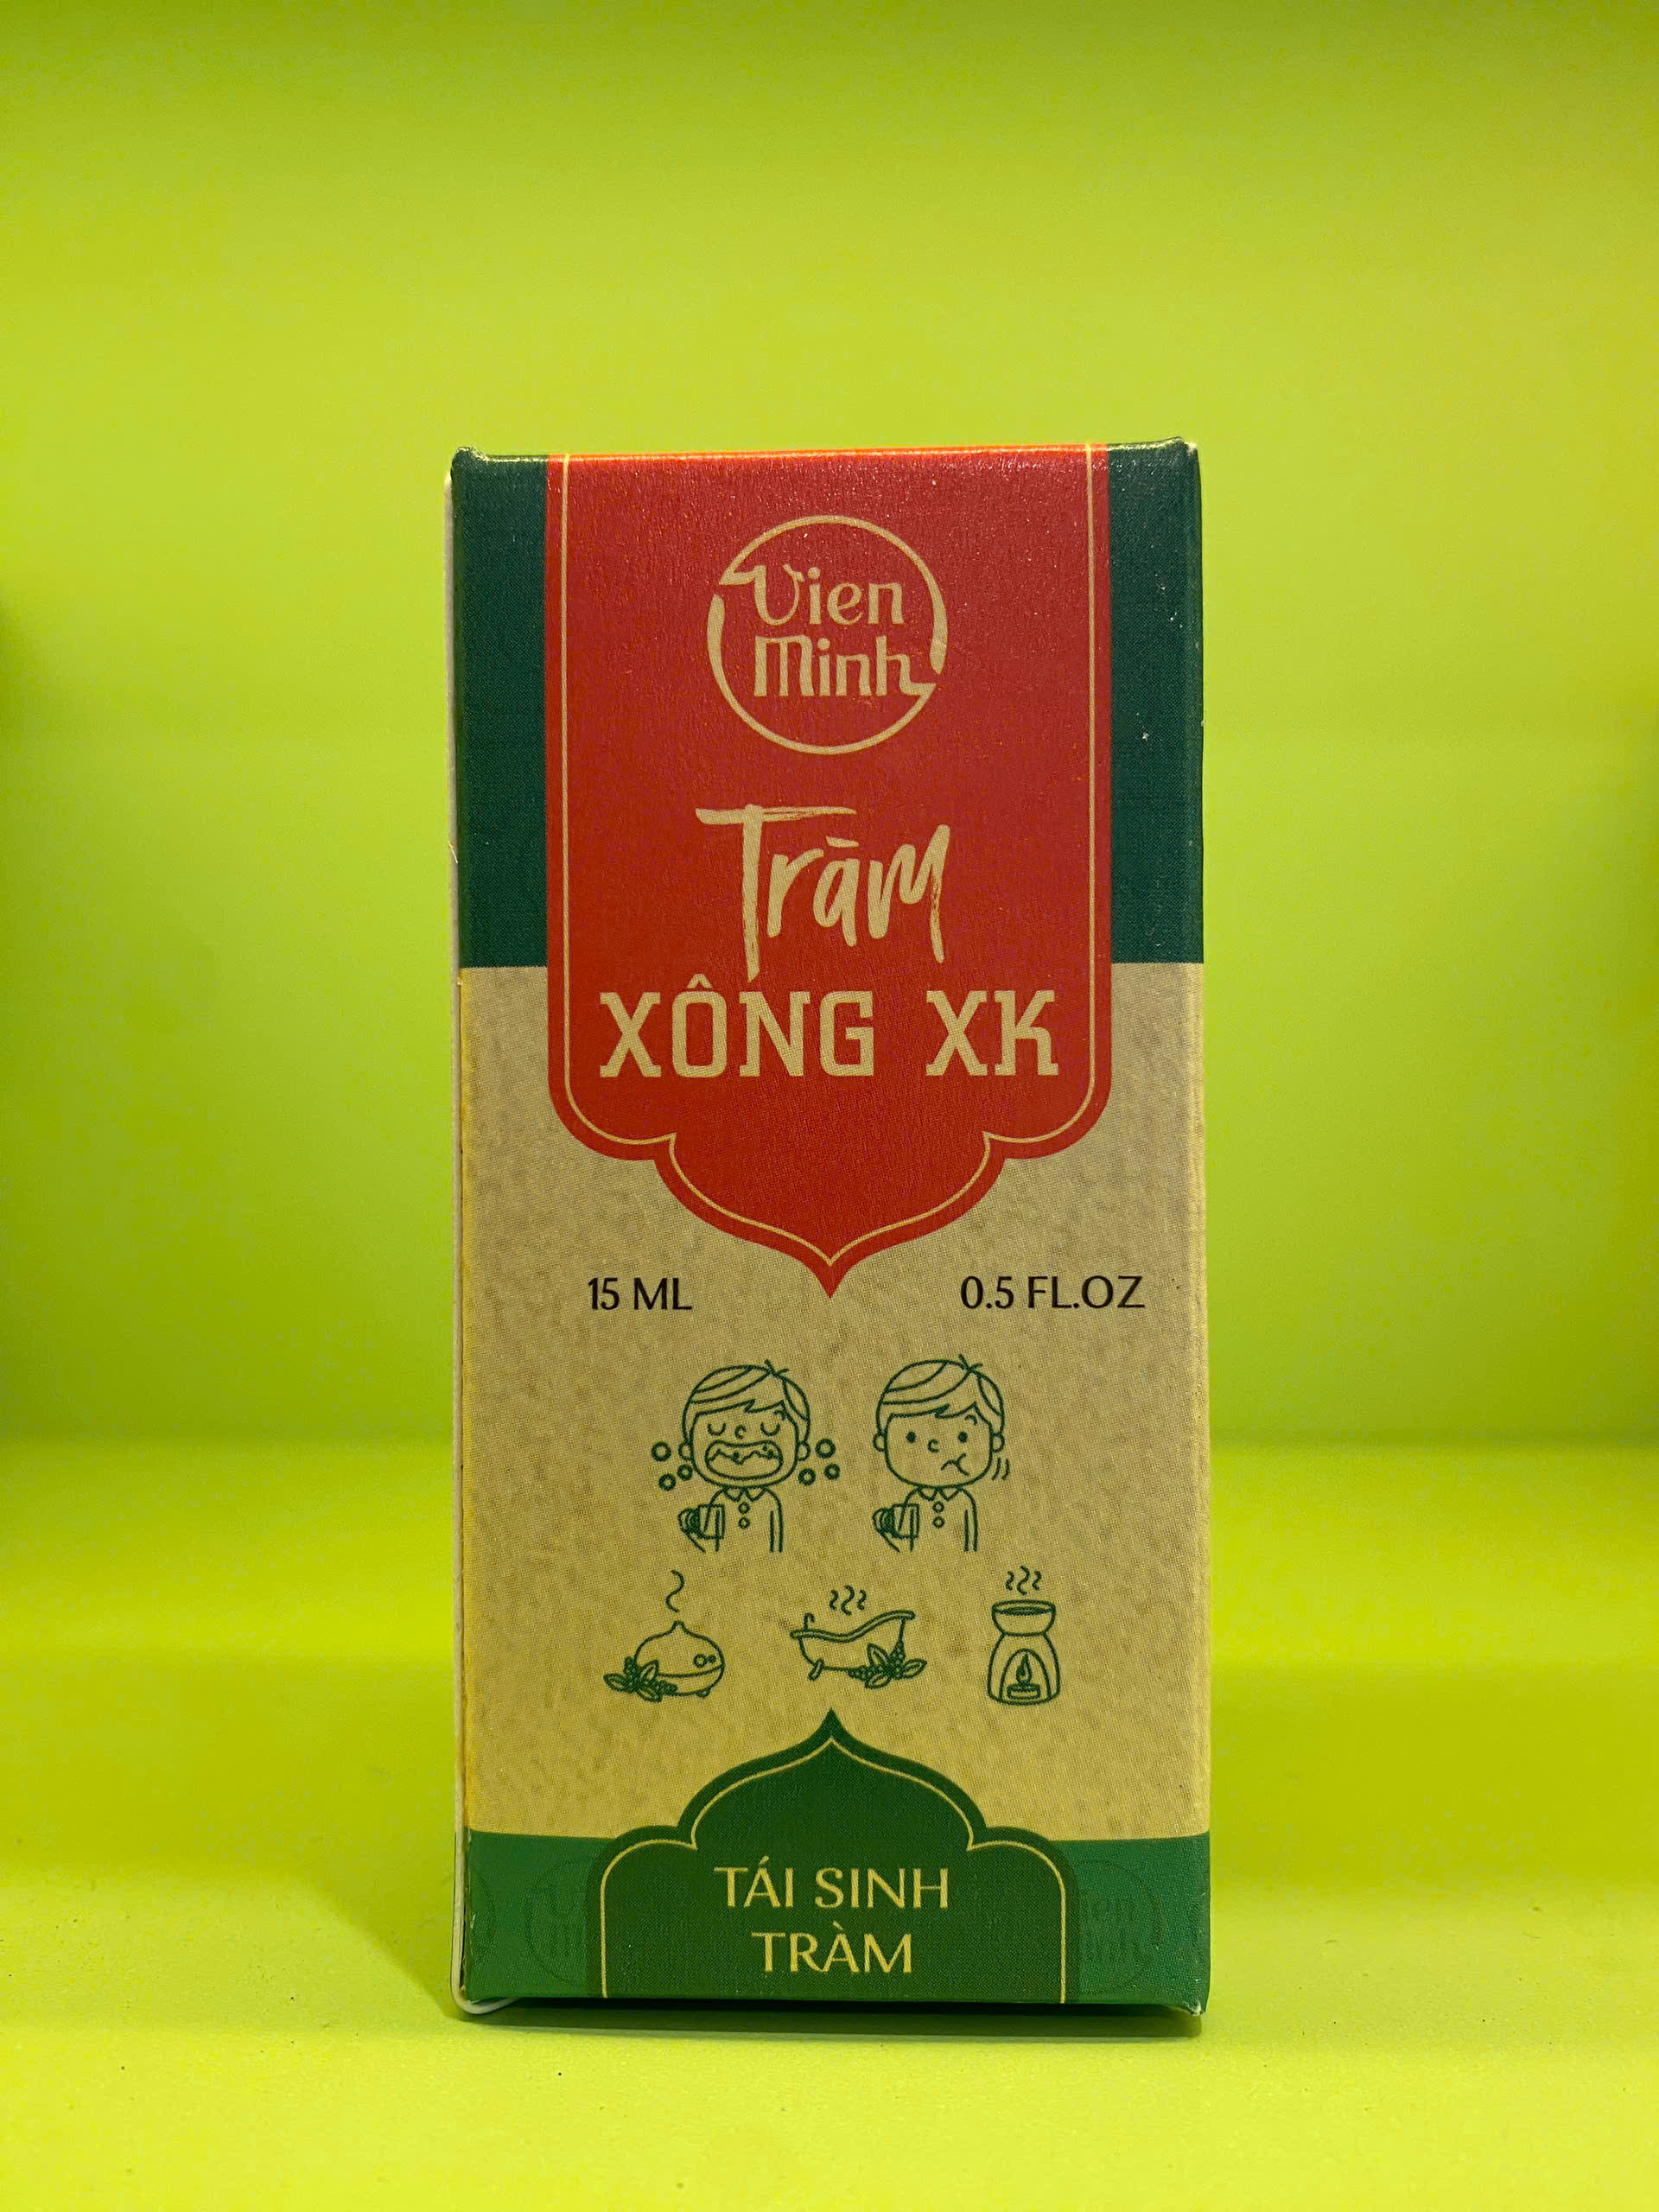 Vien
Minh
Tràm
XÔNG XK
15 ML
0.5 FL.OZ
TÁI SINH
TRÀM